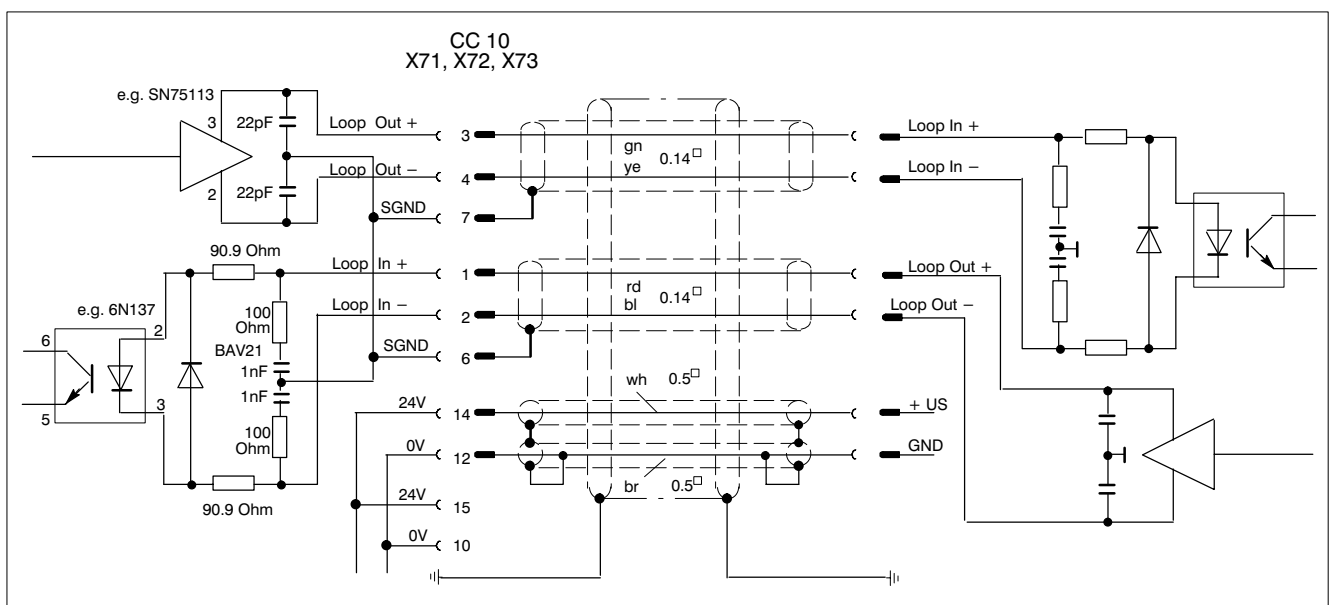 CC 10
X71, X72, X73
e.g. SN75113
3
22pF
22pF
2
Loop Out +
3
Loop Out −
4
SGND
7
gn
ye
0.14□
Loop In +
Loop In −
90.9 Ohm
Loop In +
1
Loop In −
2
SGND
6
rd
bl
0.14□
Loop Out +
Loop Out −
e.g. 6N137
2
6
3
5
100
Ohm
BAV21
1nF
1nF
100
Ohm
90.9 Ohm
24V
14
wh
0.5□
+ US
0V
12
GND
br
0.5□
24V
15
0V
10